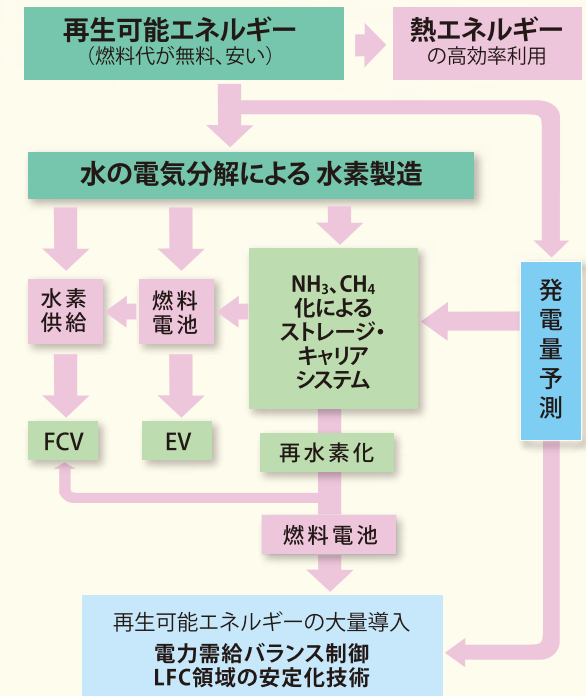 再生可能エネルギー
（燃料代が無料、安い）
熱エネルギー
の高効率利用
水の電気分解による 水素製造
水素
供給
燃料
電池
NH₃、CH₄
化による
ストレージ・
キャリア
システム
発電量予測
FCV
EV
再水素化
燃料電池
再生可能エネルギーの大量導入
電力需給バランス制御
LFC領域の安定化技術